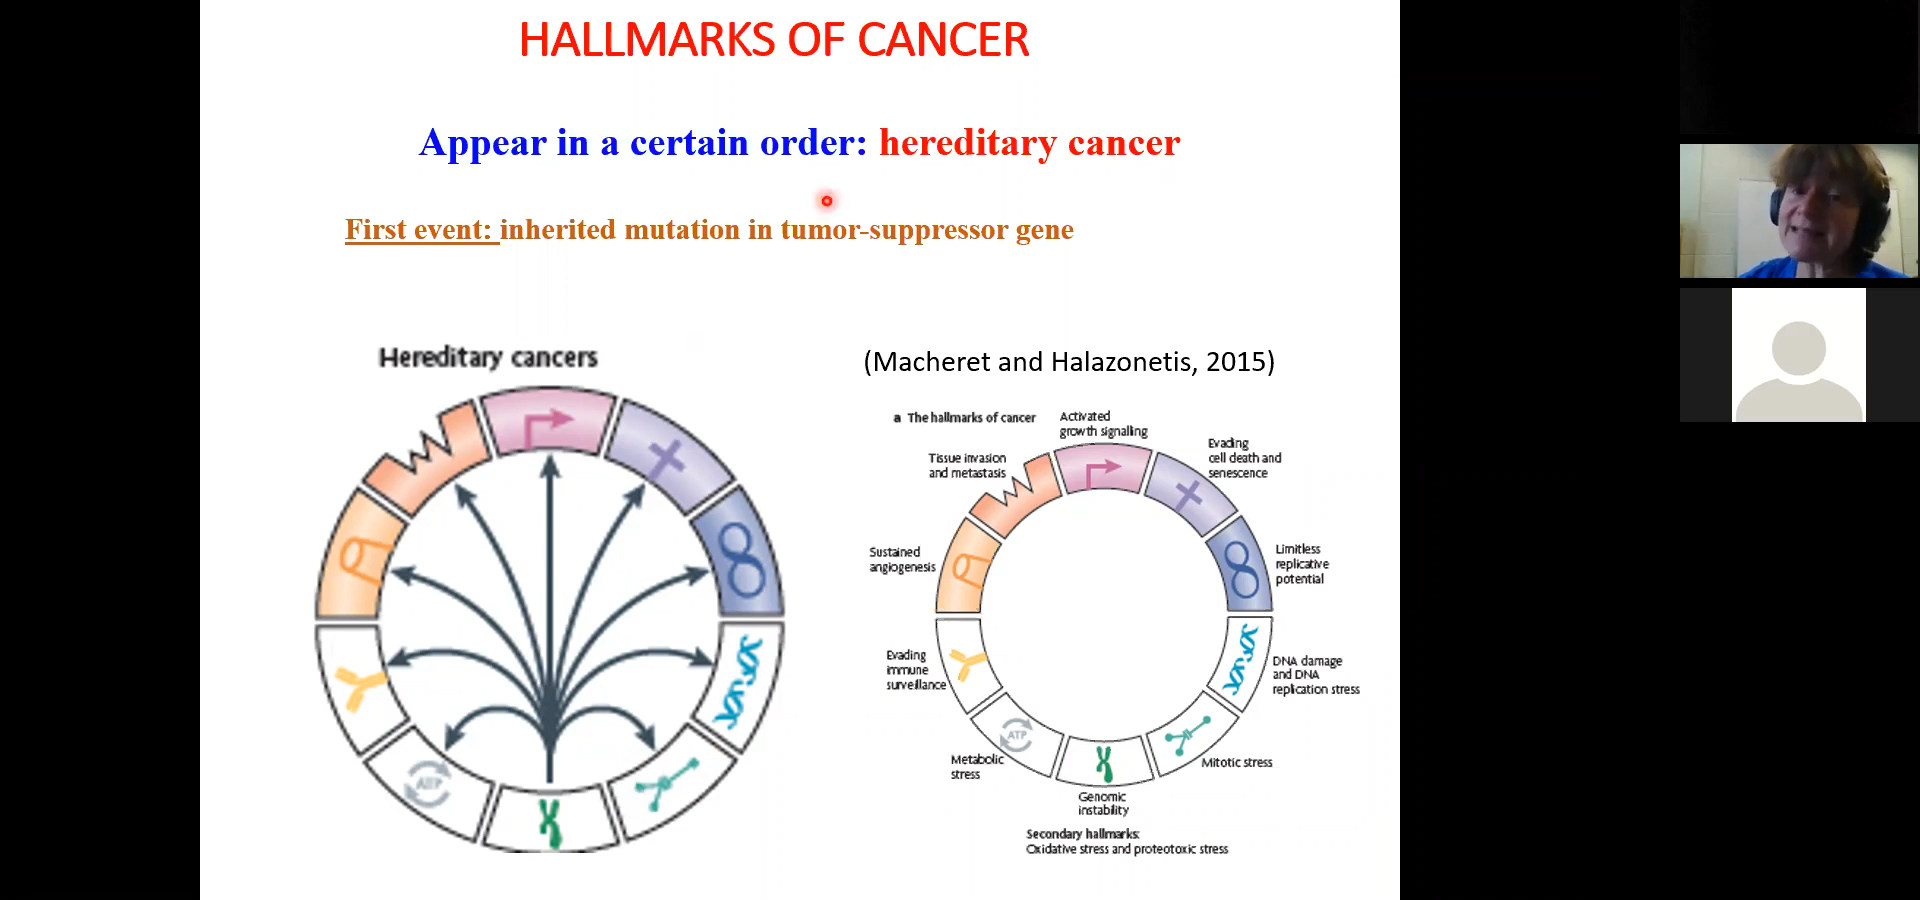 HALLMARKS OF CANCER
Appear in a certain order: hereditary cancer
First event: inherited mutation in tumor-suppressor gene
Hereditary cancers
ATP
(Macheret and Halazonetis, 2015)
a The hallmarks of cancer
Activated
growth signalling
Evading
cell death and
senescence
Tissue invasion
and metastasis
Sustained
angiogenesis
Limitless
replicative
potential
Evading
immune
surveillance
DNA damage
and DNA
replication stress
ATP
Metabolic
stress
Mitotic stress
Genomic
instability
Secondary hallmarks:
Oxidative stress and proteotoxic stress